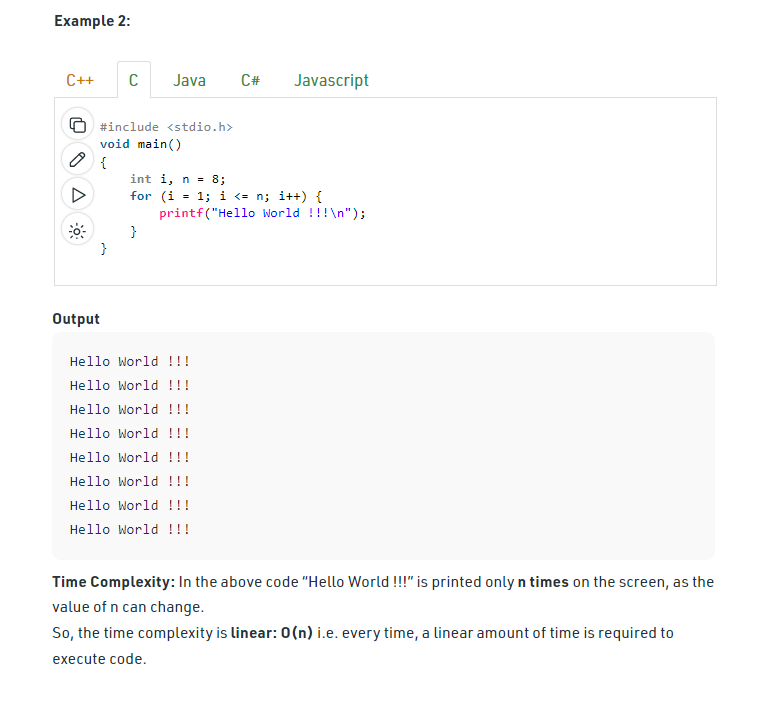 Example 2:
C++ C Java C# Javascript
#include <stdio.h>
void main()
{
    int i, n = 8;
    for (i = 1; i <= n; i++) {
        printf("Hello World !!!\n");
    }
}
Output
Hello World !!!
Hello World !!!
Hello World !!!
Hello World !!!
Hello World !!!
Hello World !!!
Hello World !!!
Hello World !!!
Time Complexity: In the above code “Hello World !!!” is printed only n times on the screen, as the
value of n can change.
So, the time complexity is linear: O(n) i.e. every time, a linear amount of time is required to
execute code.